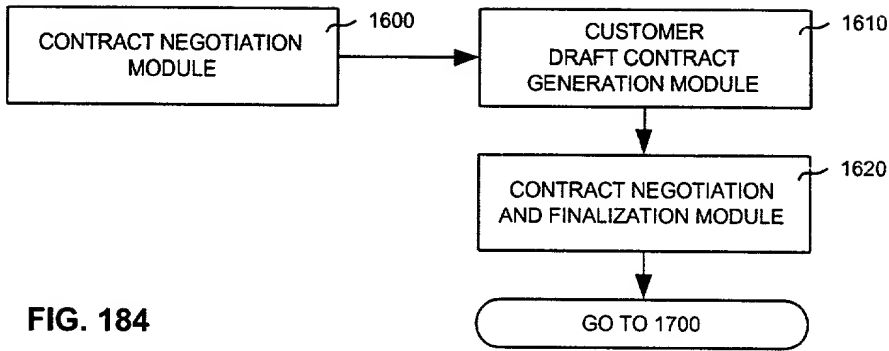 CONTRACT NEGOTIATION
MODULE
1600
CUSTOMER
DRAFT CONTRACT
GENERATION MODULE
1610
CONTRACT NEGOTIATION
AND FINALIZATION MODULE
1620
GO TO 1700
FIG. 184